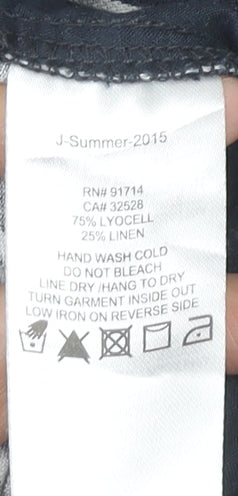 J-Summer-2015
RN# 91714
CA# 32528
75% LYOCELL
25% LINEN
HAND WASH COLD
DO NOT BLEACH
LINE DRY /HANG TO DRY
TURN GARMENT INSIDE OUT
LOW IRON ON REVERSE SIDE